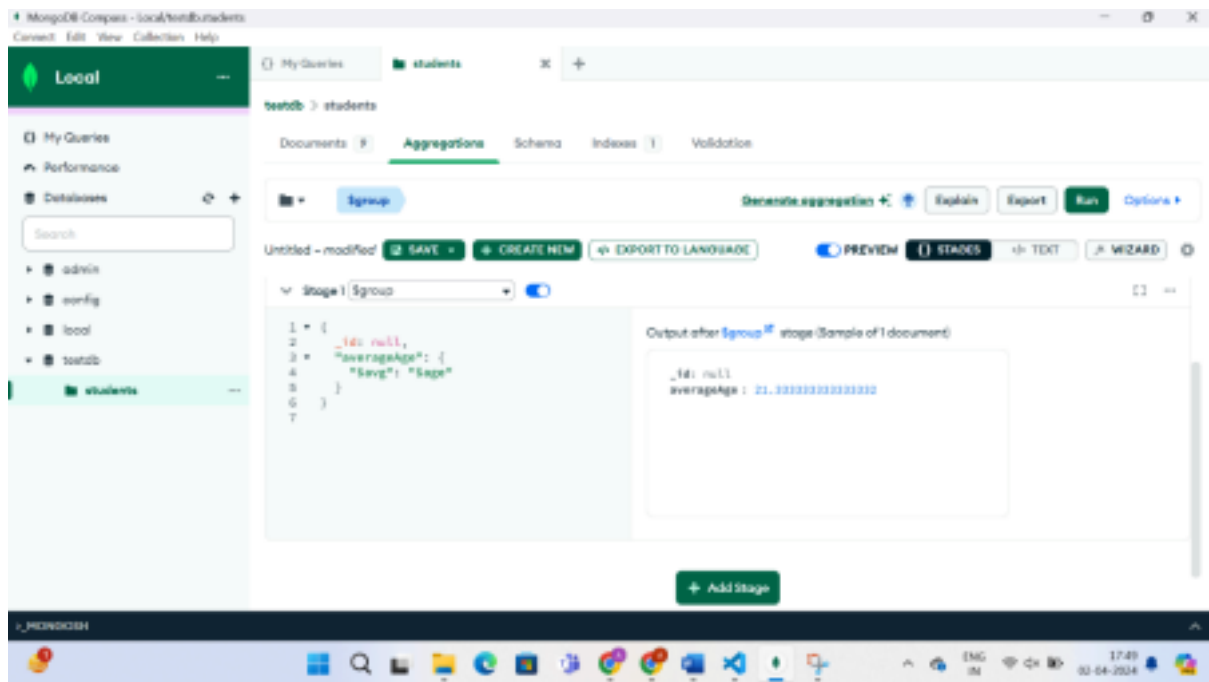 MongoDB Compass - Local/testdb.students
Connect Edit View Collection Help
Local
My Queries
students
testdb > students
My Queries
Performance
Databases
Search
admin
config
local
testdb
students
Documents 9 Aggregations Schema Indexes 1 Validation
$group
Generate aggregation Explain Export Run Options
Untitled - modified SAVE CREATE NEW EXPORT TO LANGUAGE PREVIEW STAGES TEXT WIZARD
Stage 1 $group
1 {
2 _id: null,
3 "averageAge": {
4 "$avg": "$age"
5 }
6 }
7
Output after $group stage (Sample of 1 document)
_id: null
averageAge : 21.333333333333332
+ Add Stage
>_MONGOSH
ENG
IN
17:49
02-04-2024